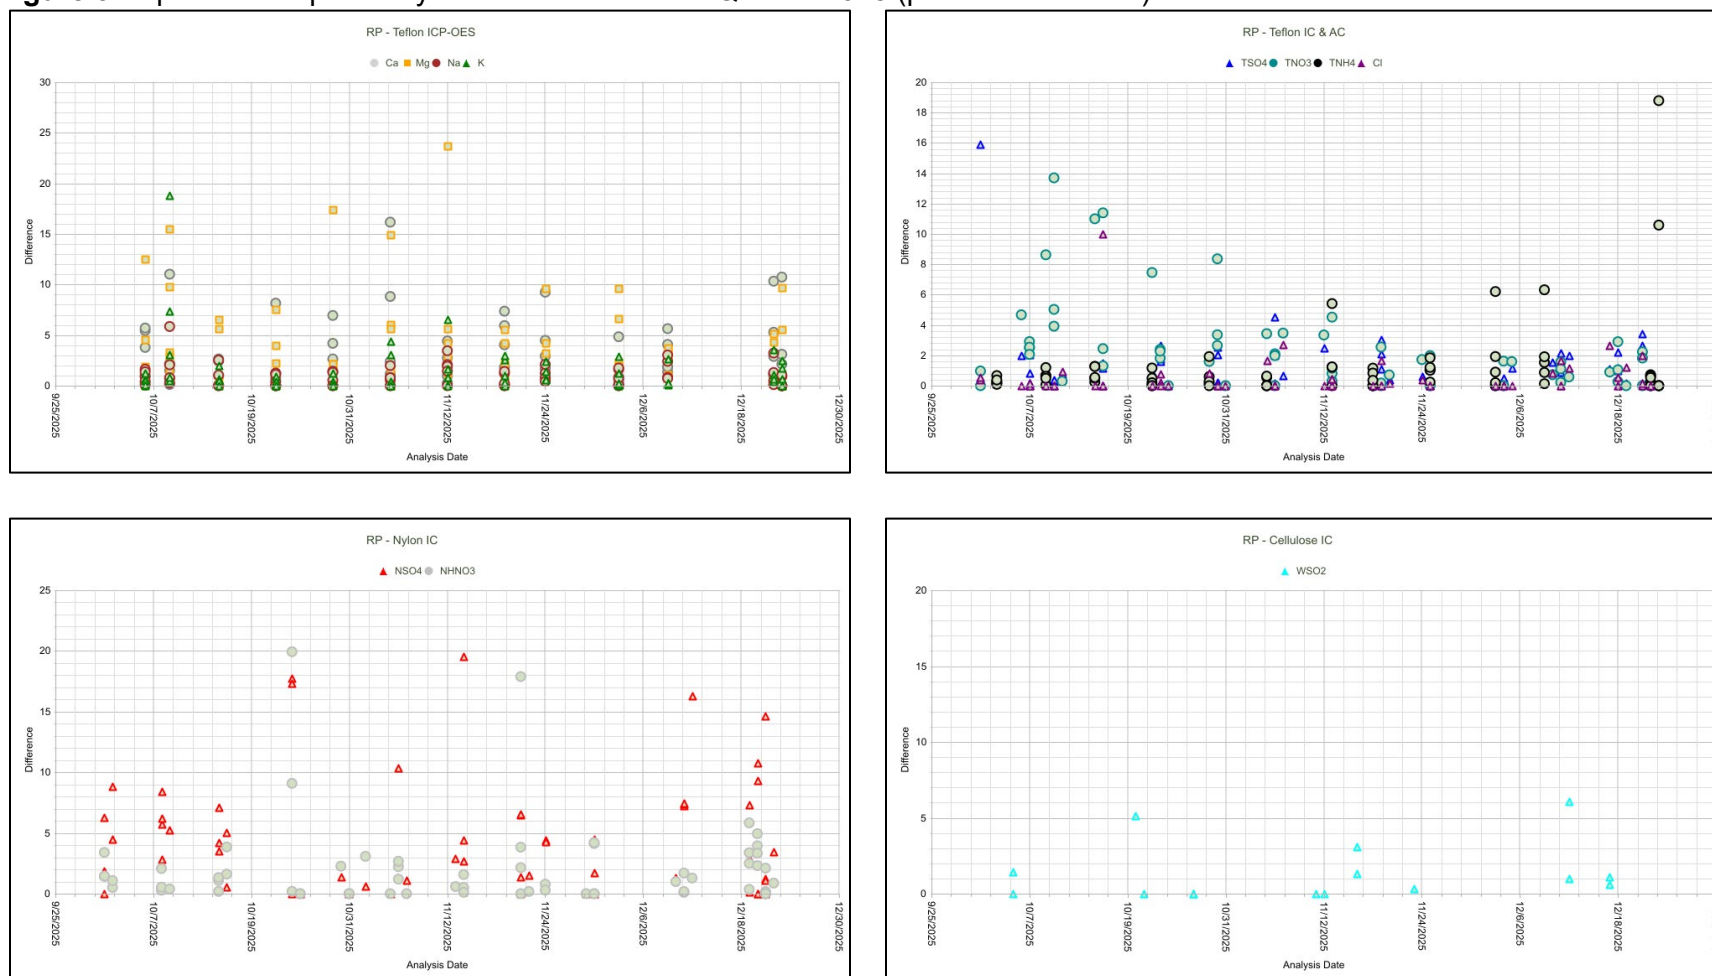 RP - Teflon ICP-OES
Ca Mg Na K
30
25
20
15
10
5
0
Difference
9/25/2025 10/7/2025 10/19/2025 10/31/2025 11/12/2025 11/24/2025 12/6/2025 12/18/2025 12/30/2025
Analysis Date
RP - Teflon IC & AC
TSO4 TNO3 TNH4 Cl
20
18
16
14
12
10
8
6
4
2
0
Difference
9/25/2025 10/7/2025 10/19/2025 10/31/2025 11/12/2025 11/24/2025 12/6/2025 12/18/2025
Analysis Date
RP - Nylon IC
NSO4 NHNO3
25
20
15
10
5
0
Difference
9/25/2025 10/7/2025 10/19/2025 10/31/2025 11/12/2025 11/24/2025 12/6/2025 12/18/2025 12/30/2025
Analysis Date
RP - Cellulose IC
WSO2
20
15
10
5
0
Difference
9/25/2025 10/7/2025 10/19/2025 10/31/2025 11/12/2025 11/24/2025 12/6/2025 12/18/2025
Analysis Date